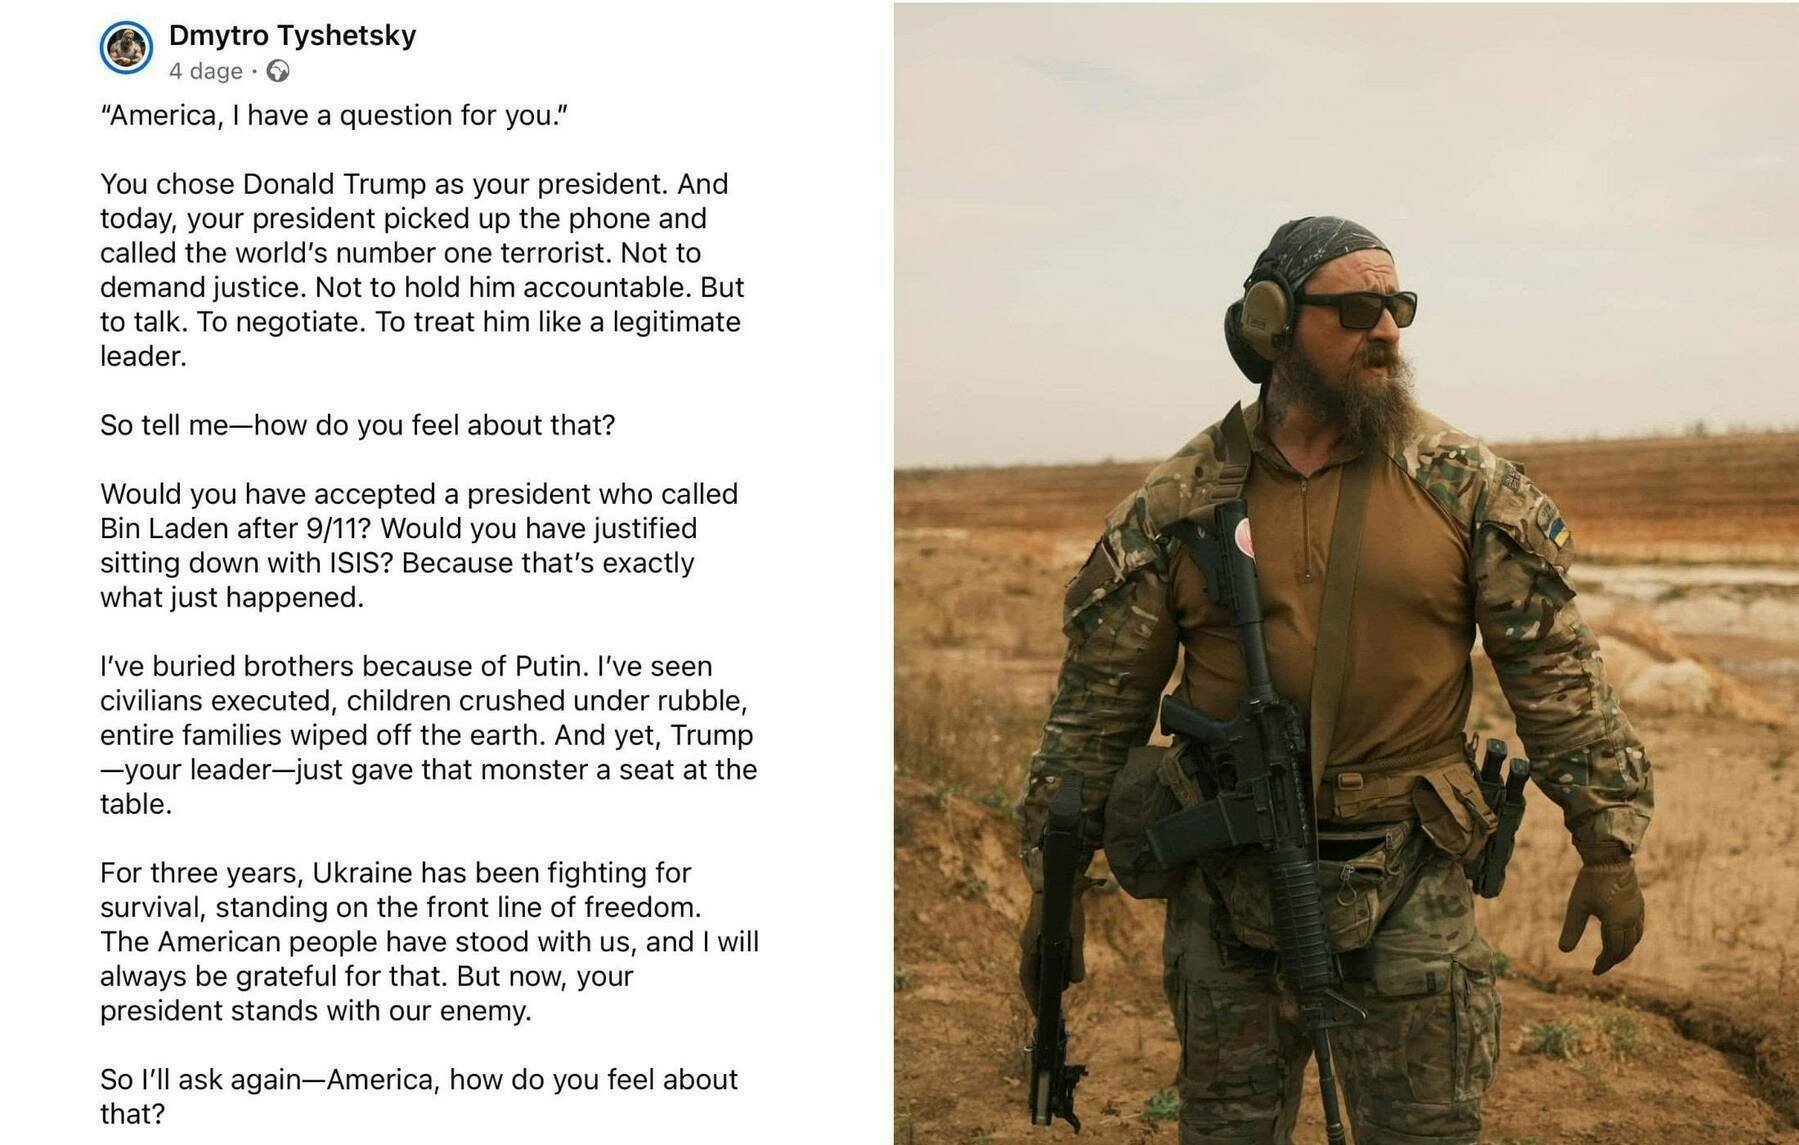 Dmytro Tyshetsky
4 dage ·
“America, I have a question for you.”
You chose Donald Trump as your president. And
today, your president picked up the phone and
called the world’s number one terrorist. Not to
demand justice. Not to hold him accountable. But
to talk. To negotiate. To treat him like a legitimate
leader.
So tell me—how do you feel about that?
Would you have accepted a president who called
Bin Laden after 9/11? Would you have justified
sitting down with ISIS? Because that’s exactly
what just happened.
I’ve buried brothers because of Putin. I’ve seen
civilians executed, children crushed under rubble,
entire families wiped off the earth. And yet, Trump
—your leader—just gave that monster a seat at the
table.
For three years, Ukraine has been fighting for
survival, standing on the front line of freedom.
The American people have stood with us, and I will
always be grateful for that. But now, your
president stands with our enemy.
So I’ll ask again—America, how do you feel about
that?